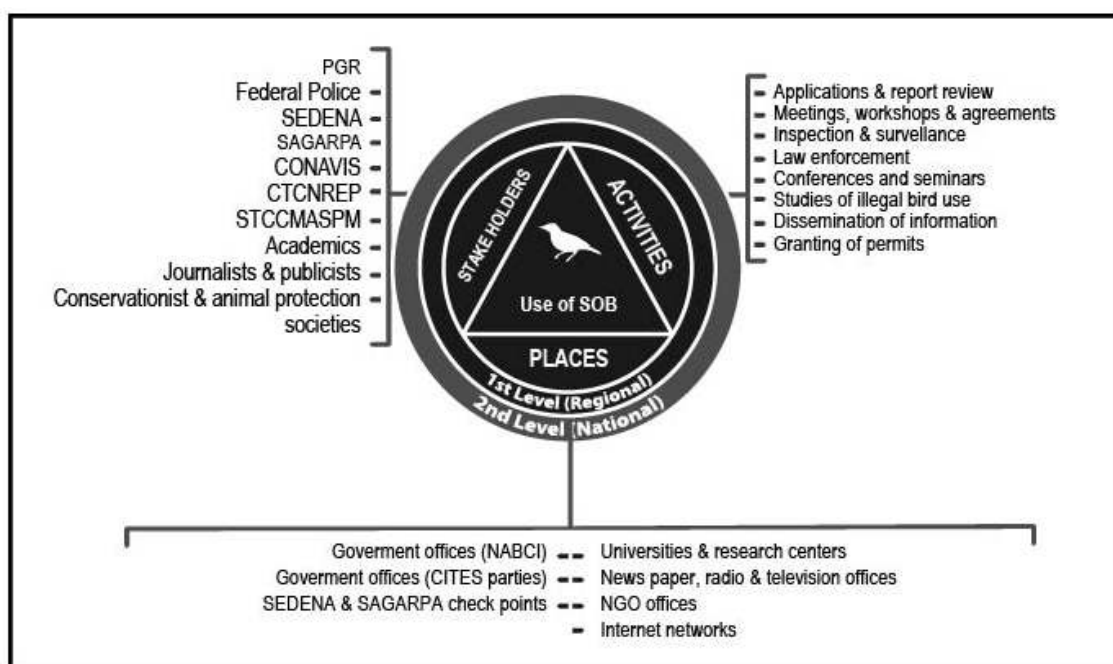 PGR
Federal Police
SEDENA
SAGARPA
CONAVIS
CTCNREP
STCCMASPM
Academics
Journalists & publicists
Conservationist & animal protection
societies
Applications & report review
Meetings, workshops & agreements
Inspection & survellance
Law enforcement
Conferences and seminars
Studies of illegal bird use
Dissemination of information
Granting of permits
STAKE HOLDERS
ACTIVITIES
Use of SOB
PLACES
1st Level (Regional)
2nd Level (National)
Goverment offices (NABCI)
Goverment offices (CITES parties)
SEDENA & SAGARPA check points
Universities & research centers
News paper, radio & television offices
NGO offices
Internet networks